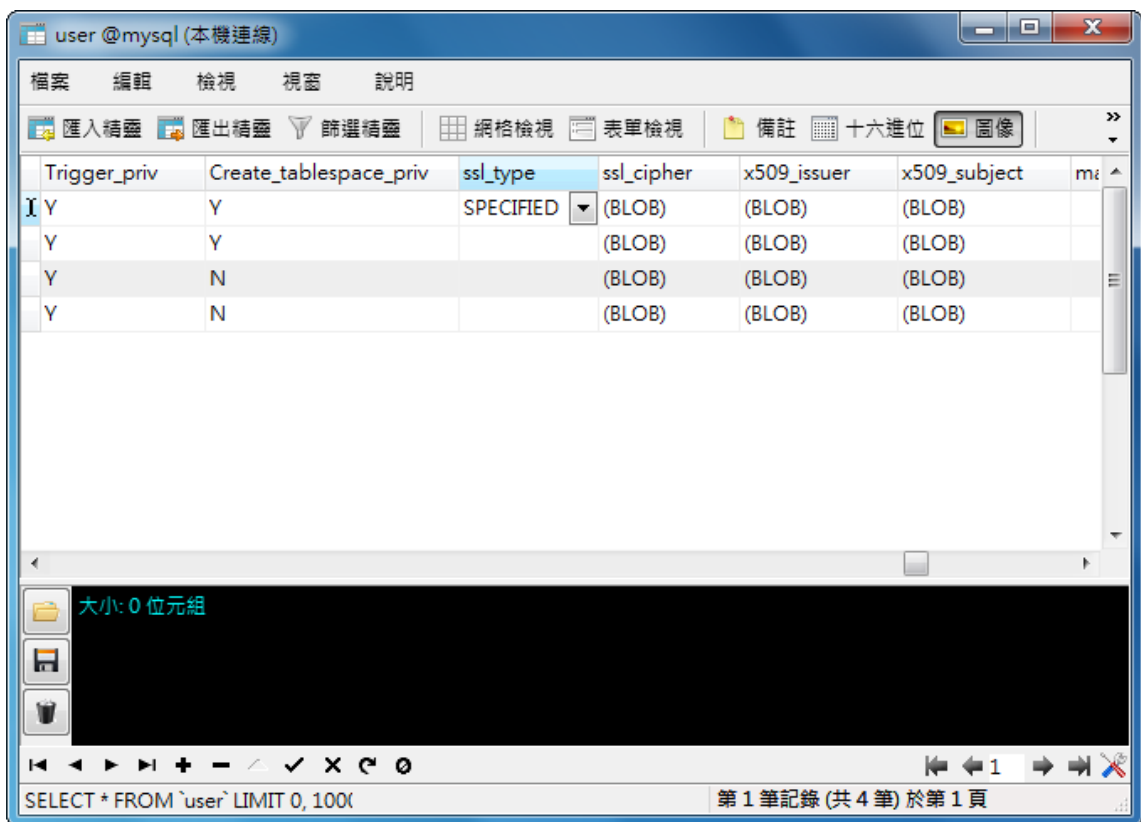 user @mysql (本機連線)
檔案 編輯 檢視 視窗 說明
匯入精靈 匯出精靈 篩選精靈 網格檢視 表單檢視 備註 十六進位 圖像
Trigger_priv Create_tablespace_priv ssl_type ssl_cipher x509_issuer x509_subject
Y Y SPECIFIED (BLOB) (BLOB) (BLOB)
Y Y (BLOB) (BLOB) (BLOB)
Y N (BLOB) (BLOB) (BLOB)
Y N (BLOB) (BLOB) (BLOB)
大小: 0 位元組
1
SELECT * FROM `user` LIMIT 0, 100( 第 1 筆記錄 (共 4 筆) 於第 1 頁